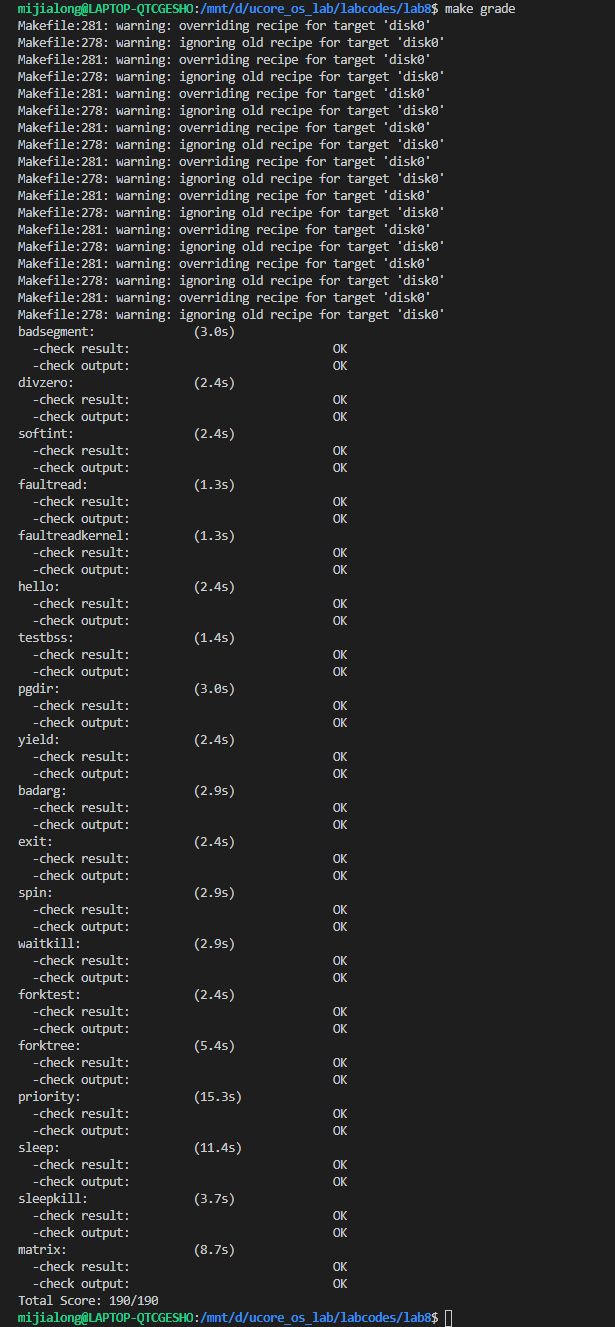 mijialong@LAPTOP-QTCGESHO:/mnt/d/ucore_os_lab/labcodes/lab8$ make grade
Makefile:281: warning: overriding recipe for target 'disk0'
Makefile:278: warning: ignoring old recipe for target 'disk0'
Makefile:281: warning: overriding recipe for target 'disk0'
Makefile:278: warning: ignoring old recipe for target 'disk0'
Makefile:281: warning: overriding recipe for target 'disk0'
Makefile:278: warning: ignoring old recipe for target 'disk0'
Makefile:281: warning: overriding recipe for target 'disk0'
Makefile:278: warning: ignoring old recipe for target 'disk0'
Makefile:281: warning: overriding recipe for target 'disk0'
Makefile:278: warning: ignoring old recipe for target 'disk0'
Makefile:281: warning: overriding recipe for target 'disk0'
Makefile:278: warning: ignoring old recipe for target 'disk0'
Makefile:281: warning: overriding recipe for target 'disk0'
Makefile:278: warning: ignoring old recipe for target 'disk0'
Makefile:281: warning: overriding recipe for target 'disk0'
Makefile:278: warning: ignoring old recipe for target 'disk0'
Makefile:281: warning: overriding recipe for target 'disk0'
Makefile:278: warning: ignoring old recipe for target 'disk0'
badsegment: (3.0s)
-check result: OK
-check output: OK
divzero: (2.4s)
-check result: OK
-check output: OK
softint: (2.4s)
-check result: OK
-check output: OK
faultread: (1.3s)
-check result: OK
-check output: OK
faultreadkernel: (1.3s)
-check result: OK
-check output: OK
hello: (2.4s)
-check result: OK
-check output: OK
testbss: (1.4s)
-check result: OK
-check output: OK
pgdir: (3.0s)
-check result: OK
-check output: OK
yield: (2.4s)
-check result: OK
-check output: OK
badarg: (2.9s)
-check result: OK
-check output: OK
exit: (2.4s)
-check result: OK
-check output: OK
spin: (2.9s)
-check result: OK
-check output: OK
waitkill: (2.9s)
-check result: OK
-check output: OK
forktest: (2.4s)
-check result: OK
-check output: OK
forktree: (5.4s)
-check result: OK
-check output: OK
priority: (15.3s)
-check result: OK
-check output: OK
sleep: (11.4s)
-check result: OK
-check output: OK
sleepkill: (3.7s)
-check result: OK
-check output: OK
matrix: (8.7s)
-check result: OK
-check output: OK
Total Score: 190/190
mijialong@LAPTOP-QTCGESHO:/mnt/d/ucore_os_lab/labcodes/lab8$